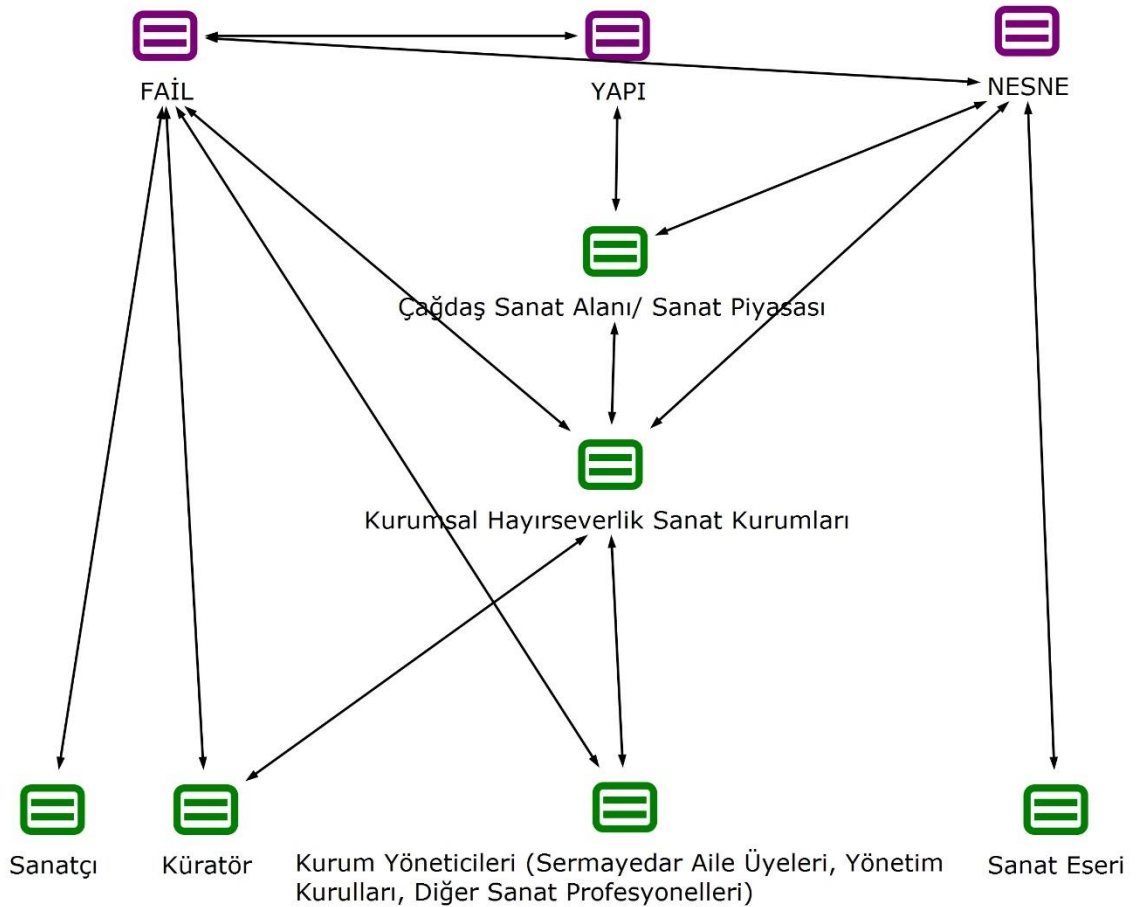 FAİL
YAPI
NESNE
Çağdaş Sanat Alanı/ Sanat Piyasası
Kurumsal Hayırseverlik Sanat Kurumları
Sanatçı
Küratör
Kurum Yöneticileri (Sermayedar Aile Üyeleri, Yönetim
Kurulları, Diğer Sanat Profesyonelleri)
Sanat Eseri